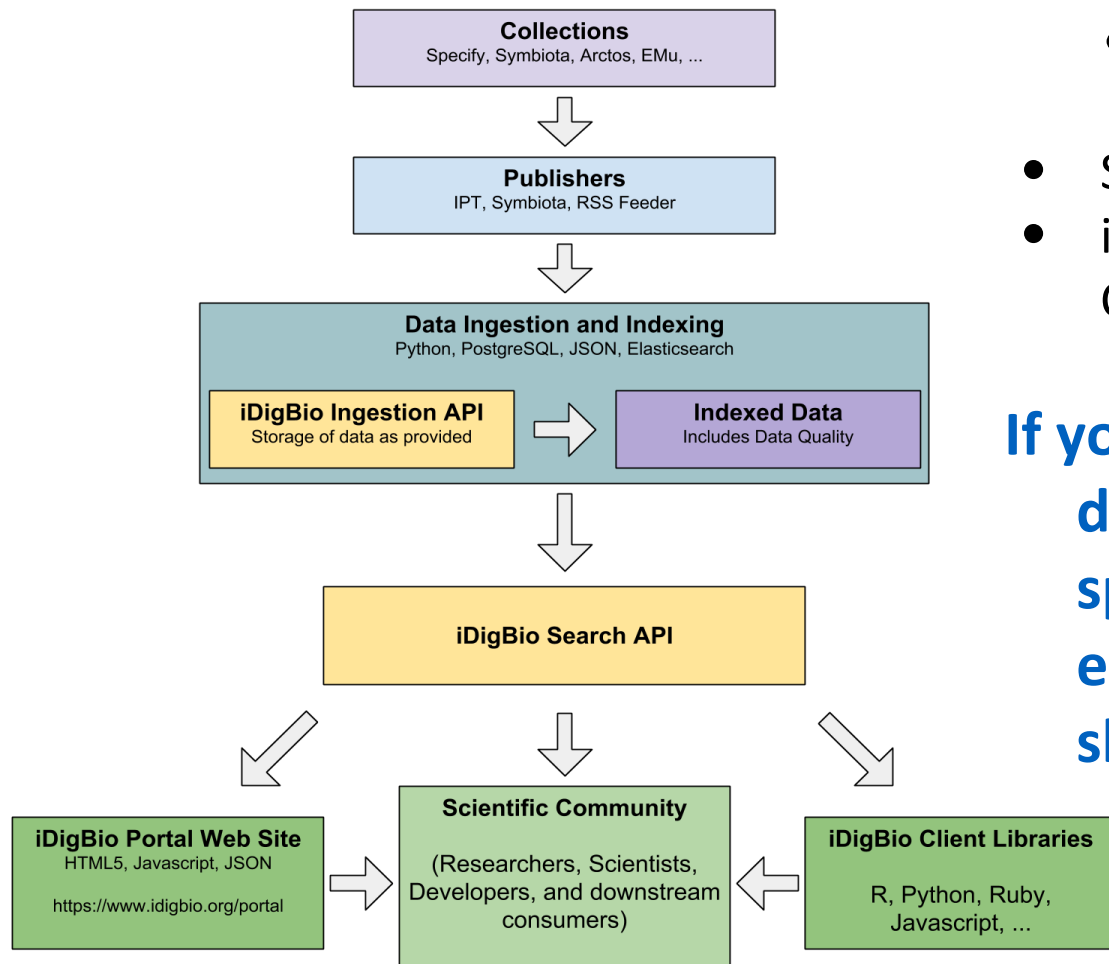 Collections
Specify, Symbiota, Arctos, EMu, ...
Publishers
IPT, Symbiota, RSS Feeder
Data Ingestion and Indexing
Python, PostgreSQL, JSON, Elasticsearch
iDigBio Ingestion API
Storage of data as provided
Indexed Data
Includes Data Quality
iDigBio Search API
iDigBio Portal Web Site
HTML5, Javascript, JSON
https://www.idigbio.org/portal
Scientific Community
(Researchers, Scientists,
Developers, and downstream
consumers)
iDigBio Client Libraries
R, Python, Ruby,
Javascript, ...
If